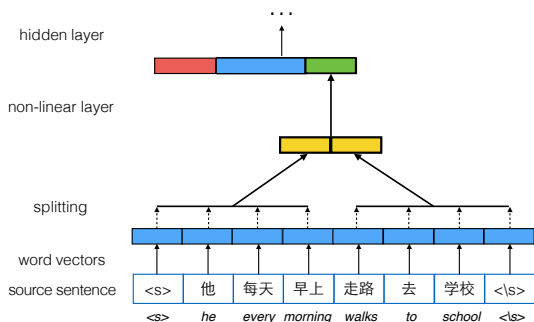 ...
hidden layer
non-linear layer
splitting
word vectors
source sentence <s> 他 每天 早上 走路 去 学校 <\s>
<s> he every morning walks to school <\s>